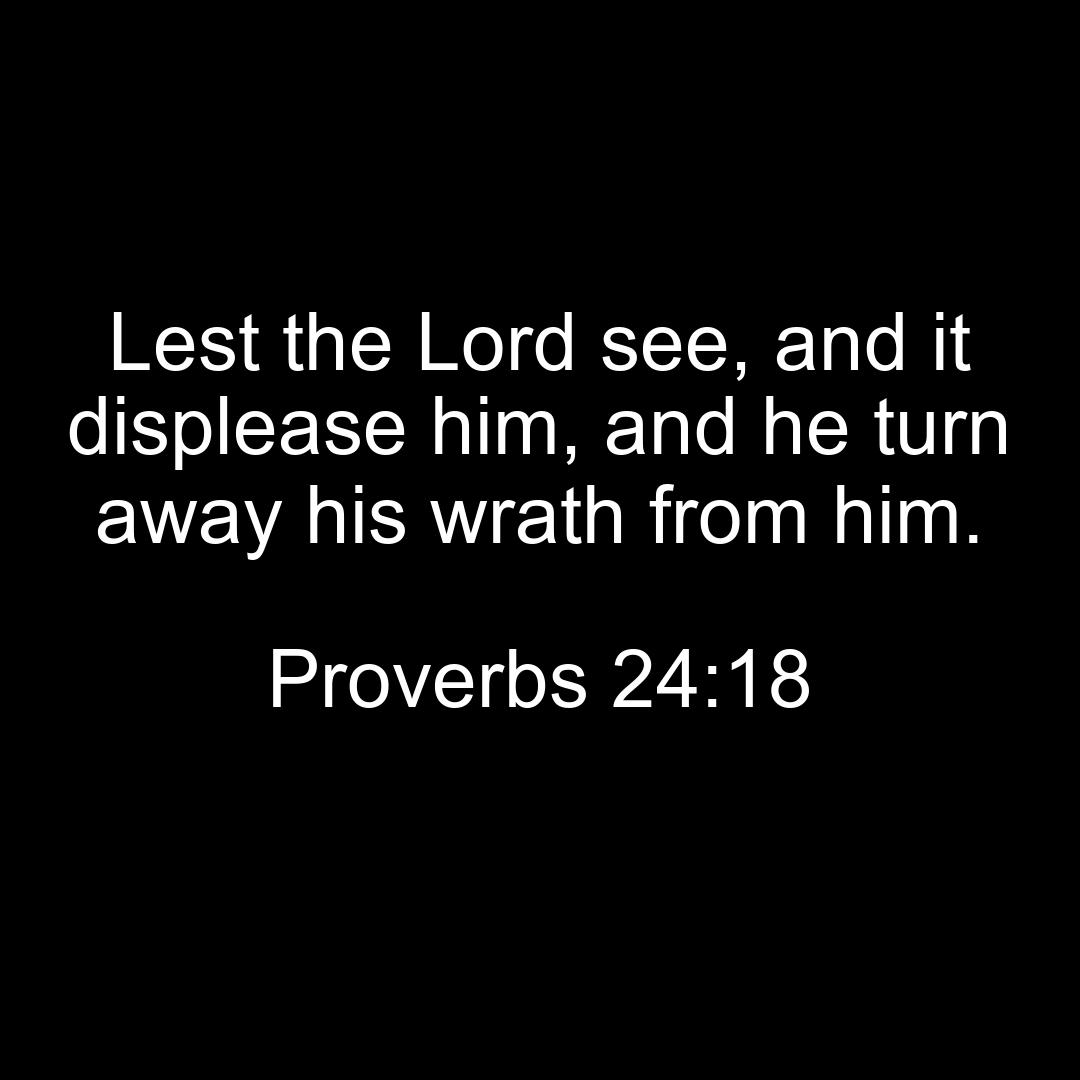 Lest the Lord see, and it
displease him, and he turn
away his wrath from him.
Proverbs 24:18